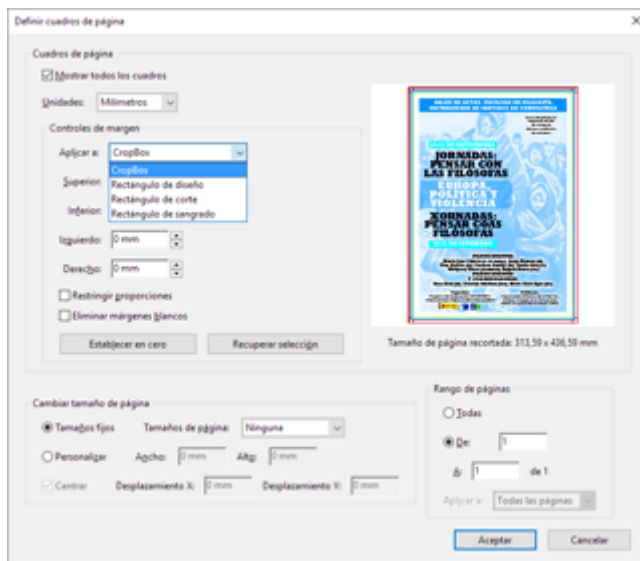 Definir cuadros de página
Cuadros de página
Mostrar todos los cuadros
Unidades: Milímetros
Controles de margen
Aplicar a: CropBox
CropBox
Rectángulo de diseño
Rectángulo de corte
Rectángulo de sangrado
Superior:
Inferior:
Izquierdo: 0 mm
Derecho: 0 mm
Restringir proporciones
Eliminar márgenes blancos
Establecer en cero
Recuperar selección
JORNADAS:
PENSAR CON
LAS FILÓSOFAS
EUROPA,
POLÍTICA Y
VIOLENCIA
XORNADAS:
PENSAR COAS
FILÓSOFAS
Tamaño de página recortada: 313,59 x 436,59 mm
Cambiar tamaño de página
Tamaños fijos
Tamaños de página: Ninguna
Personalizar
Ancho: 0 mm
Alto: 0 mm
Centrar
Desplazamiento X: 0 mm
Desplazamiento Y: 0 mm
Rango de páginas
Todas
De: 1
A: 1 de 1
Aplicar a: Todas las páginas
Aceptar
Cancelar